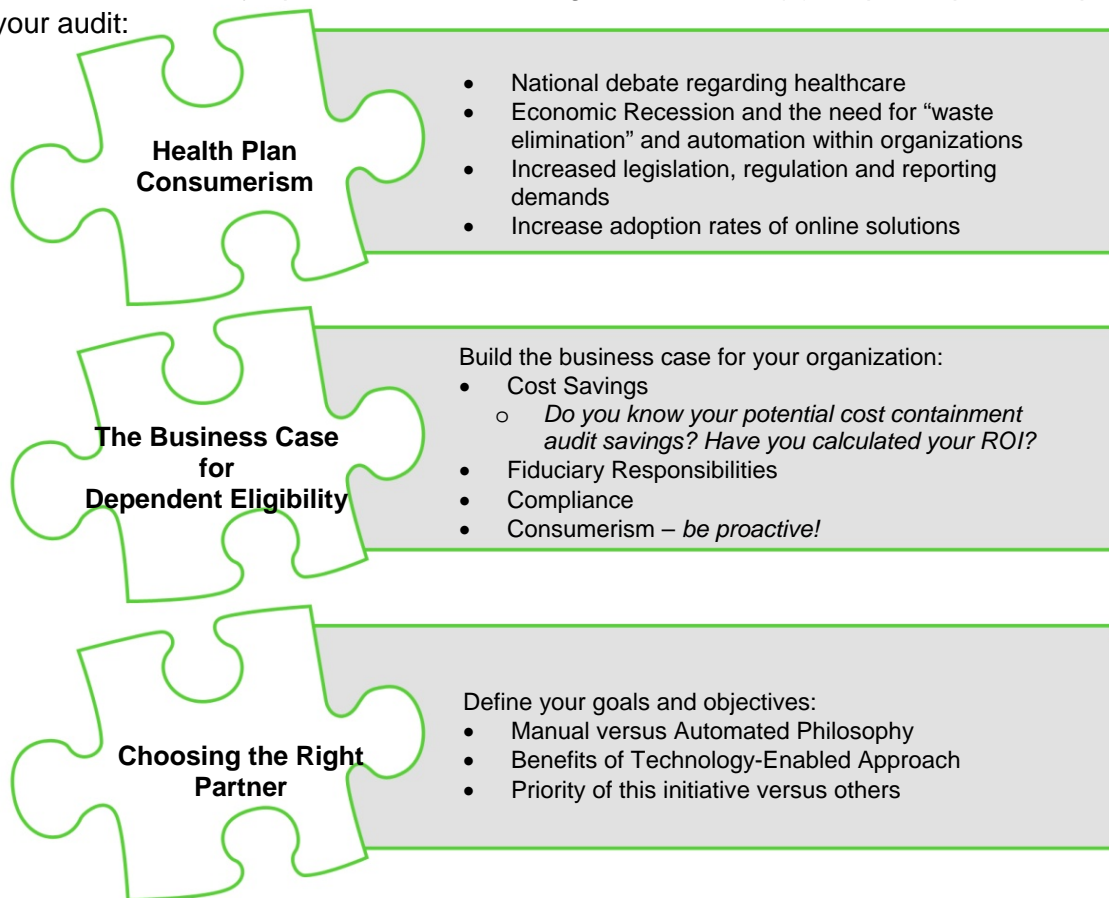 your audit:
Health Plan
Consumerism
• National debate regarding healthcare
• Economic Recession and the need for “waste
elimination” and automation within organizations
• Increased legislation, regulation and reporting
demands
• Increase adoption rates of online solutions
The Business Case
for
Dependent Eligibility
Build the business case for your organization:
• Cost Savings
o Do you know your potential cost containment
audit savings? Have you calculated your ROI?
• Fiduciary Responsibilities
• Compliance
• Consumerism – be proactive!
Choosing the Right
Partner
Define your goals and objectives:
• Manual versus Automated Philosophy
• Benefits of Technology-Enabled Approach
• Priority of this initiative versus others